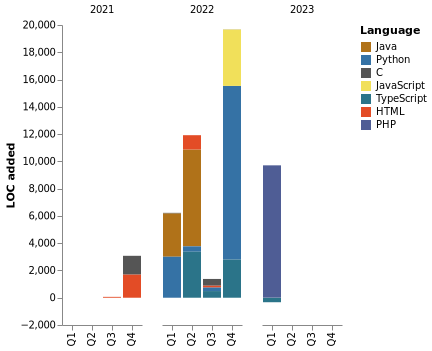 2021 2022 2023
Language
Java
Python
C
JavaScript
TypeScript
HTML
PHP
LOC added
20,000
18,000
16,000
14,000
12,000
10,000
8,000
6,000
4,000
2,000
0
−2,000
Q1 Q2 Q3 Q4 Q1 Q2 Q3 Q4 Q1 Q2 Q3 Q4